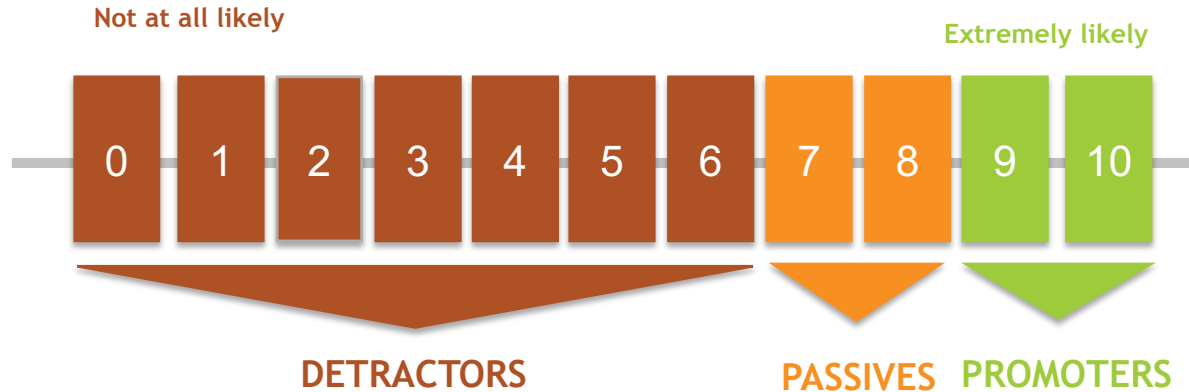 Not at all likely
Extremely likely
0 1 2 3 4 5 6 7 8 9 10
DETRACTORS PASSIVES PROMOTERS